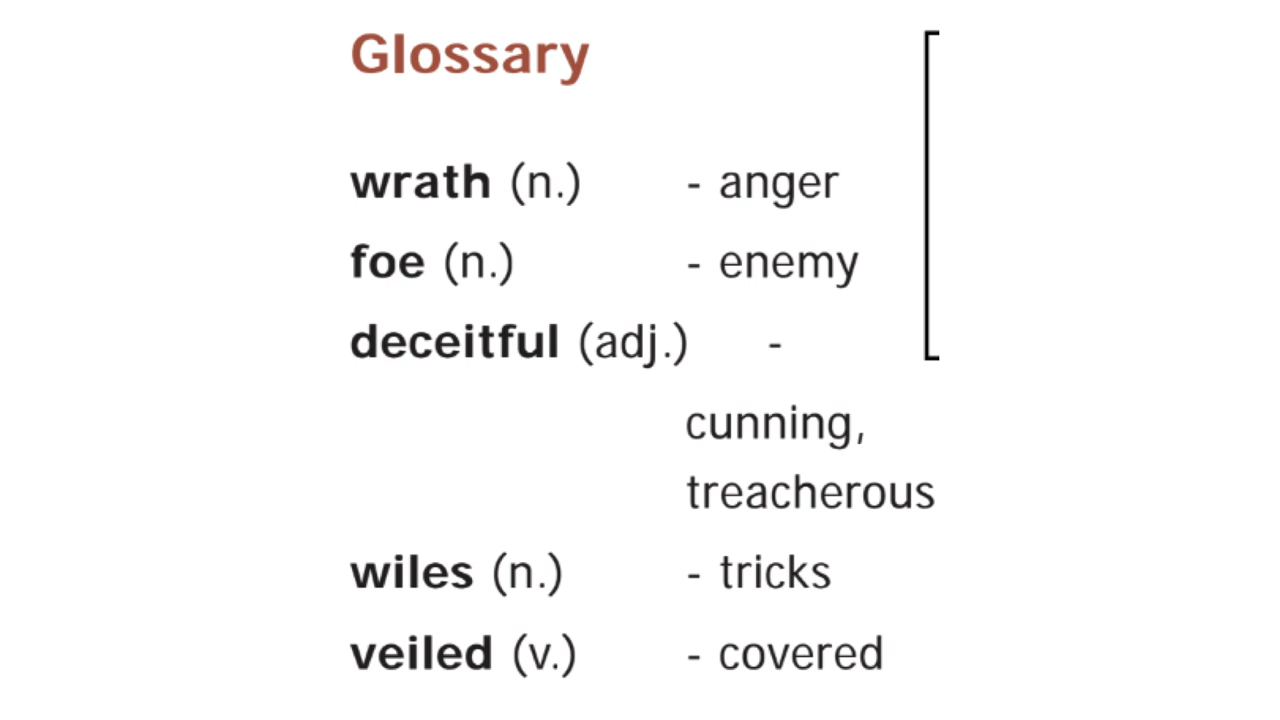 Glossary
wrath (n.) - anger
foe (n.) - enemy
deceitful (adj.) -
cunning,
treacherous
wiles (n.) - tricks
veiled (v.) - covered